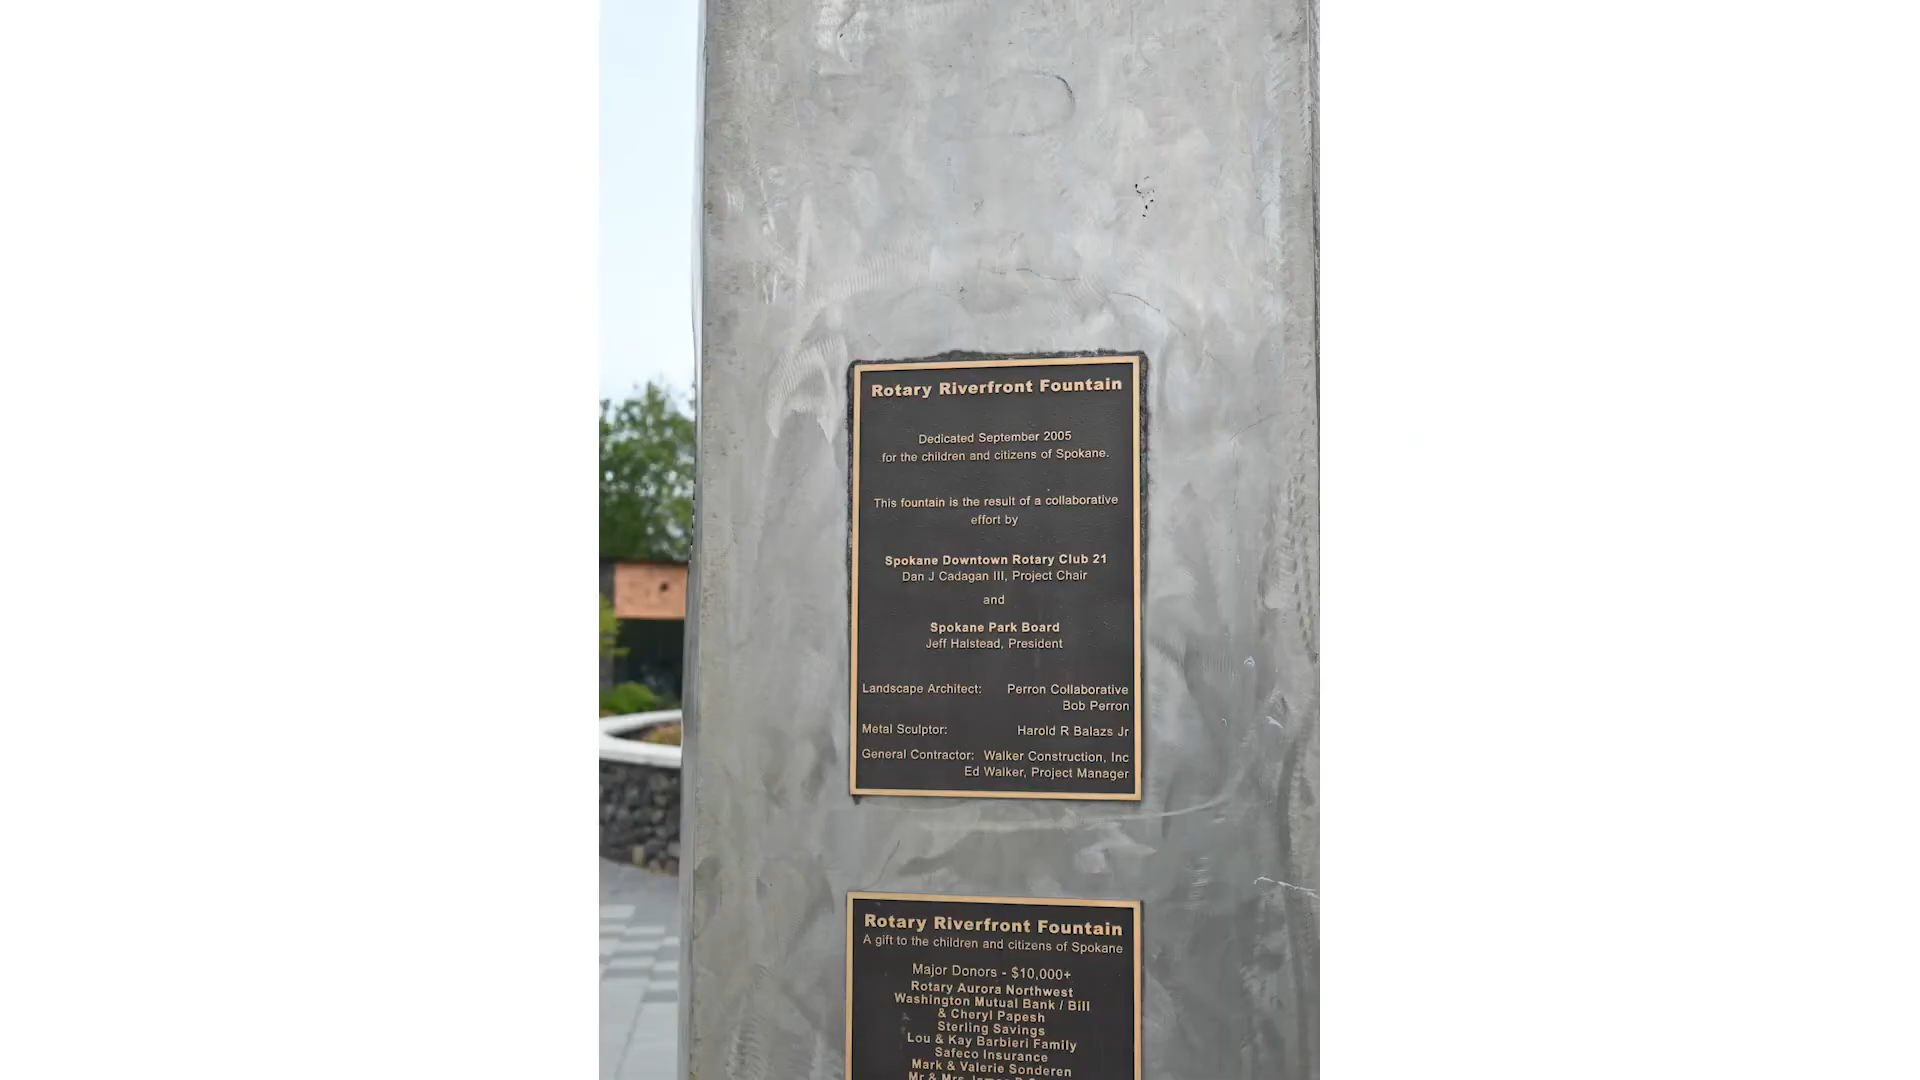 Rotary Riverfront Fountain
Dedicated September 2005
for the children and citizens of Spokane.
This fountain is the result of a collaborative
effort by
Spokane Downtown Rotary Club 21
Dan J Cadagan III, Project Chair
and
Spokane Park Board
Jeff Halstead, President
Landscape Architect: Perron Collaborative
Bob Perron
Metal Sculptor: Harold R Balazs Jr
General Contractor: Walker Construction, Inc
Ed Walker, Project Manager
Rotary Riverfront Fountain
A gift to the children and citizens of Spokane
Major Donors - $10,000+
Rotary Aurora Northwest
Washington Mutual Bank / Bill
& Cheryl Papesh
Sterling Savings
Lou & Kay Barbieri Family
Safeco Insurance
Mark & Valerie Sonderen
Mr & Mrs